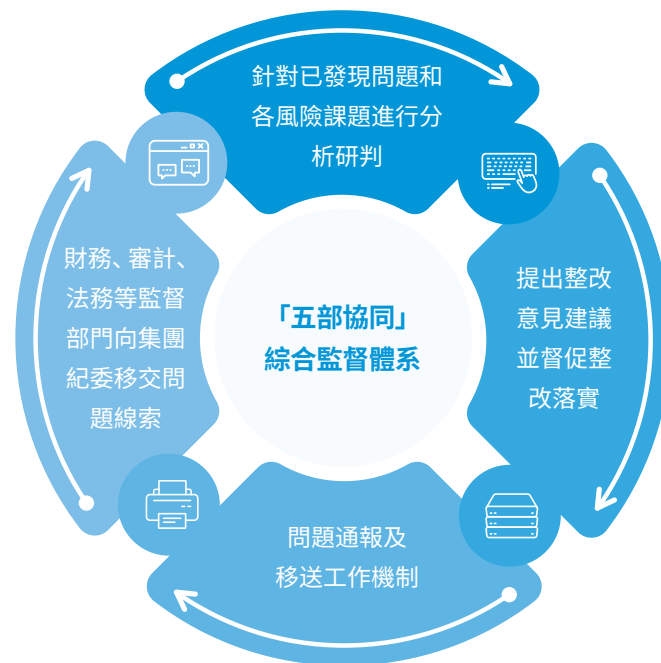 針對已發現問題和
各風險課題進行分
析研判
提出整改
意見建議
並督促整
改落實
問題通報及
移送工作機制
財務、審計、
法務等監督
部門向集團
紀委移交問
題線索
「五部協同」
綜合監督體系